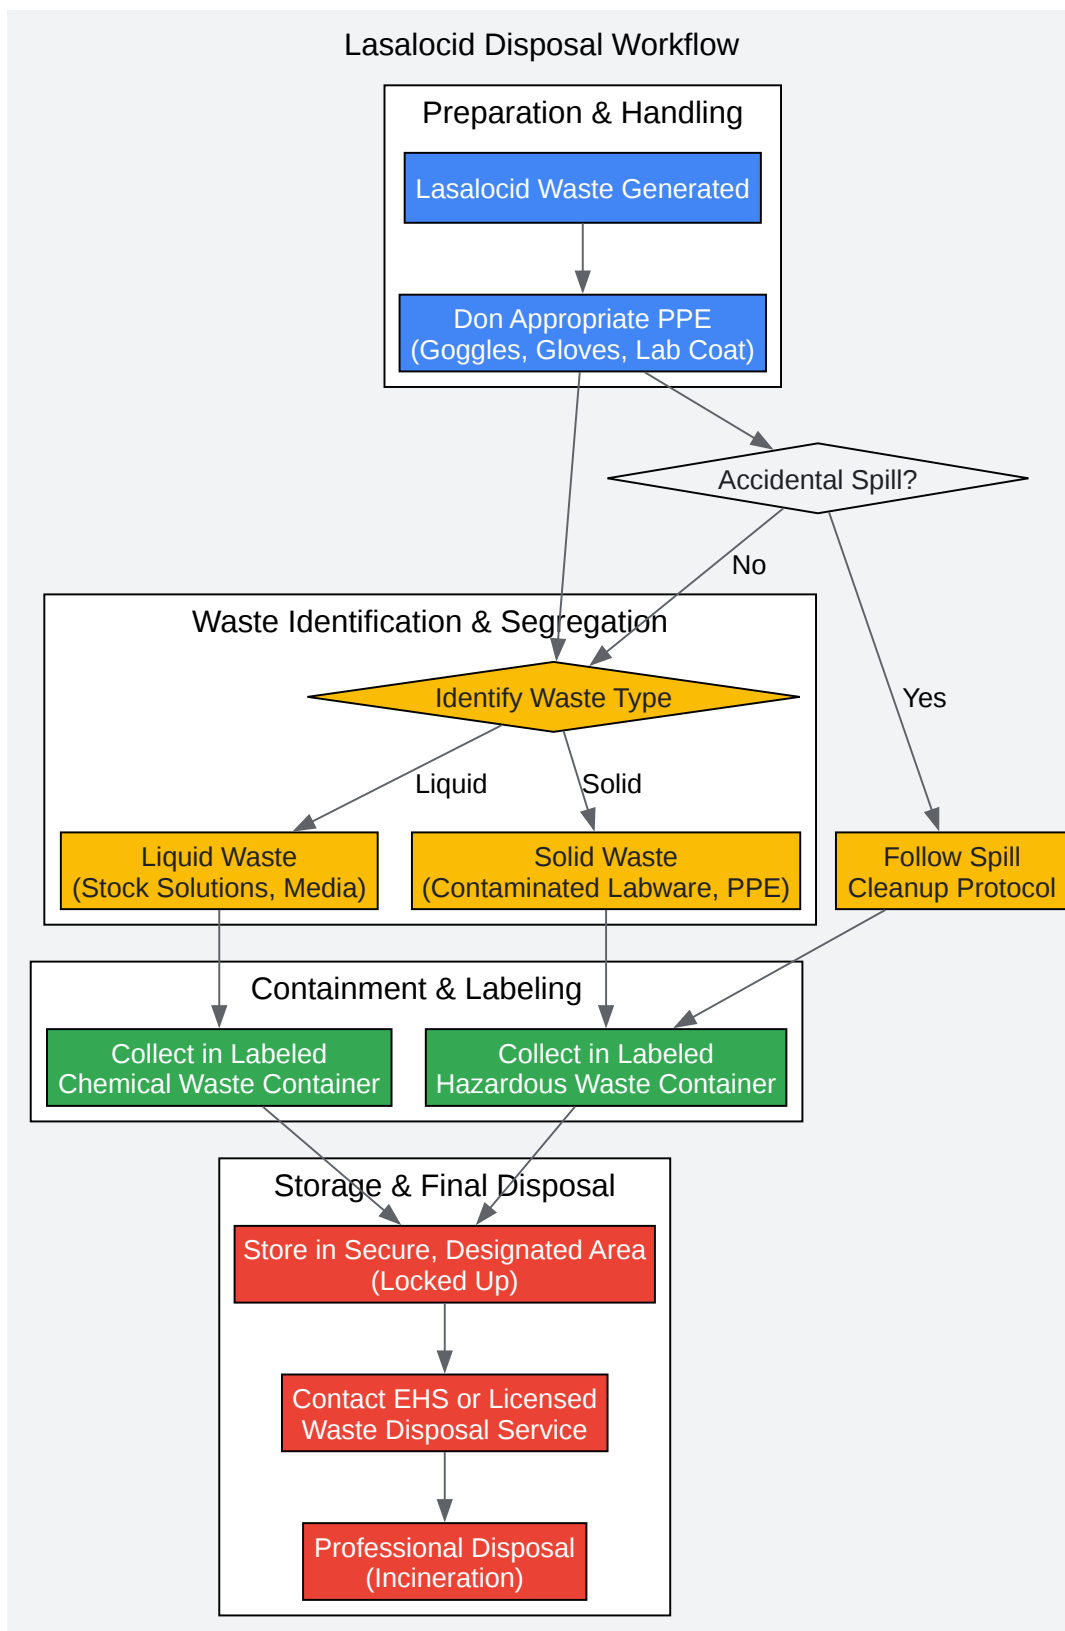 Lasalocid Disposal Workflow
Preparation & Handling
Lasalocid Waste Generated
Don Appropriate PPE
(Goggles, Gloves, Lab Coat)
Accidental Spill?
No
Yes
Waste Identification & Segregation
Identify Waste Type
Liquid
Solid
Liquid Waste
(Stock Solutions, Media)
Solid Waste
(Contaminated Labware, PPE)
Follow Spill
Cleanup Protocol
Containment & Labeling
Collect in Labeled
Chemical Waste Container
Collect in Labeled
Hazardous Waste Container
Storage & Final Disposal
Store in Secure, Designated Area
(Locked Up)
Contact EHS or Licensed
Waste Disposal Service
Professional Disposal
(Incineration)